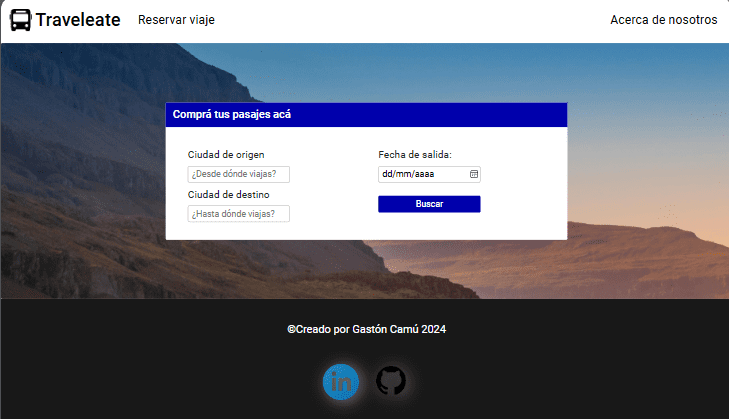 Traveleate
Reservar viaje
Acerca de nosotros
Comprá tus pasajes acá
Ciudad de origen
¿Desde dónde viajas?
Ciudad de destino
¿Hasta dónde viajas?
Fecha de salida:
dd/mm/aaaa
Buscar
©Creado por Gastón Camú 2024
in